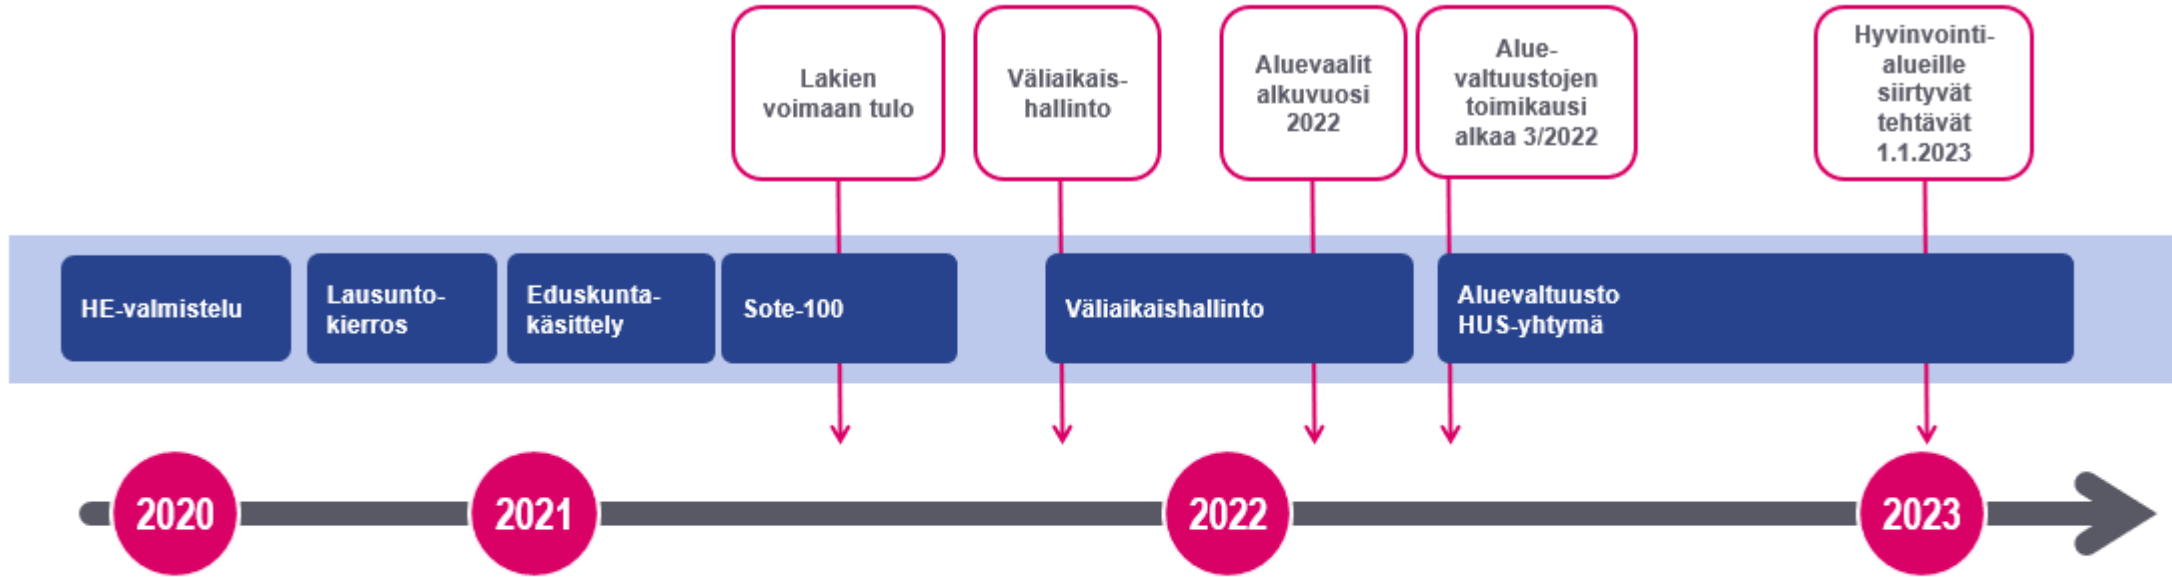 Lakien
voimaan tulo
Väliaikais-
hallinto
Aluevaalit
alkuvuosi
2022
Alue-
valtuustojen
toimikausi
alkaa 3/2022
Hyvinvointi-
alueille
siirtyvät
tehtävät
1.1.2023
HE-valmistelu
Lausunto-
kierros
Eduskunta-
käsittely
Sote-100
Väliaikaishallinto
Aluevaltuusto
HUS-yhtymä
2020
2021
2022
2023